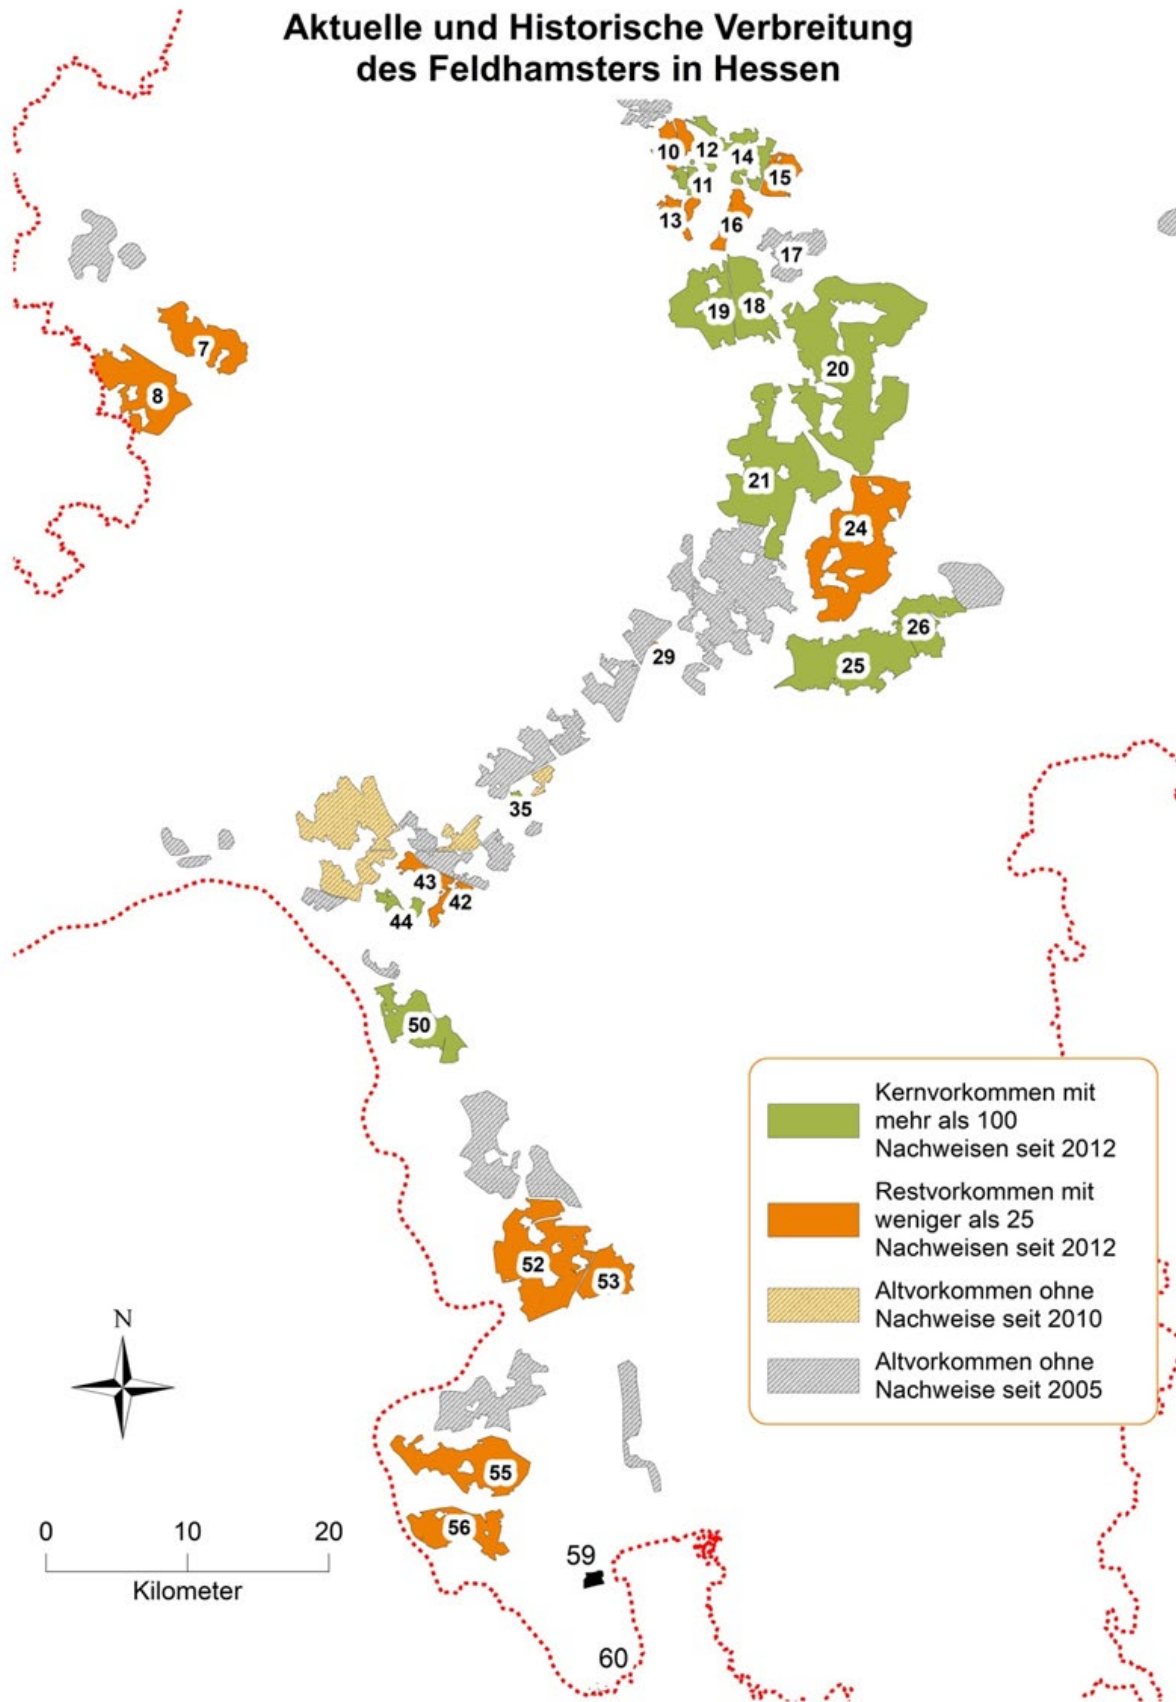 Aktuelle und Historische Verbreitung
des Feldhamsters in Hessen
10
12
14
11
15
13
16
17
19
18
7
8
20
21
24
26
25
29
35
43
42
44
50
Kernvorkommen mit
mehr als 100
Nachweisen seit 2012
Restvorkommen mit
weniger als 25
Nachweisen seit 2012
Altvorkommen ohne
Nachweise seit 2010
Altvorkommen ohne
Nachweise seit 2005
52
53
N
55
56
0 10 20
Kilometer
59
60